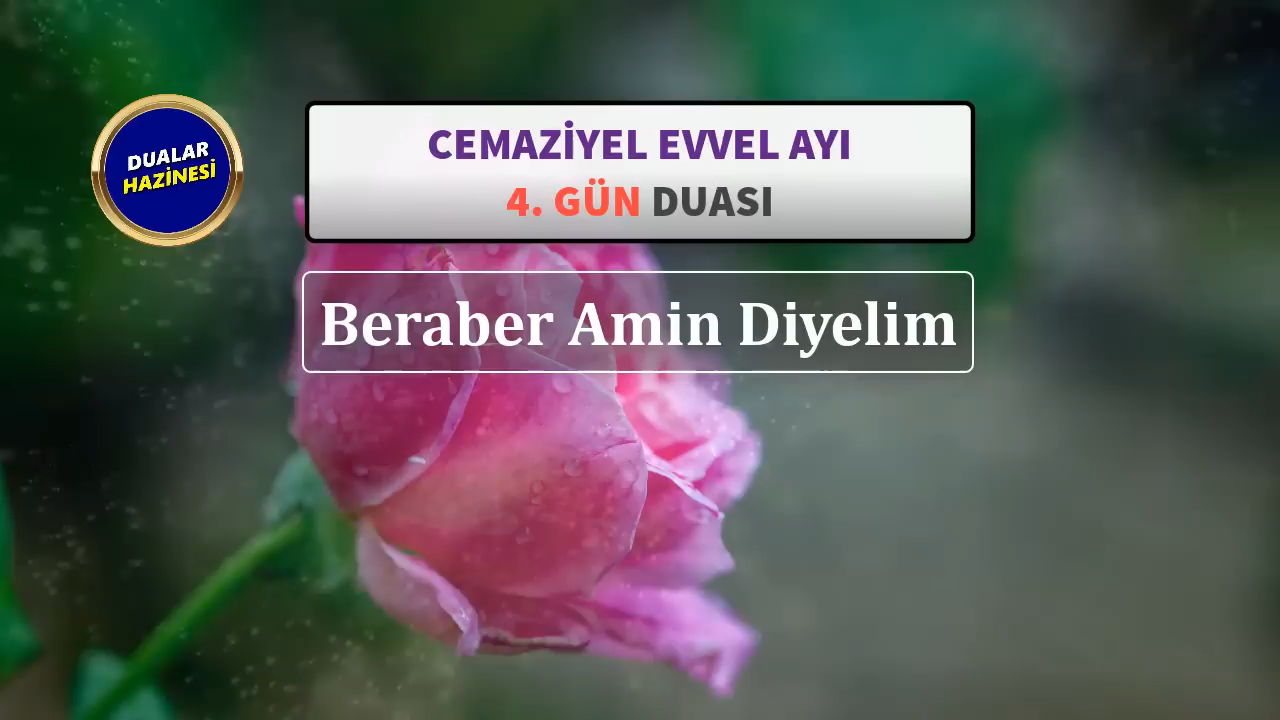 DUALAR
HAZİNESİ
CEMAZİYEL EVVEL AYI
4. GÜN DUASI
Beraber Amin Diyelim